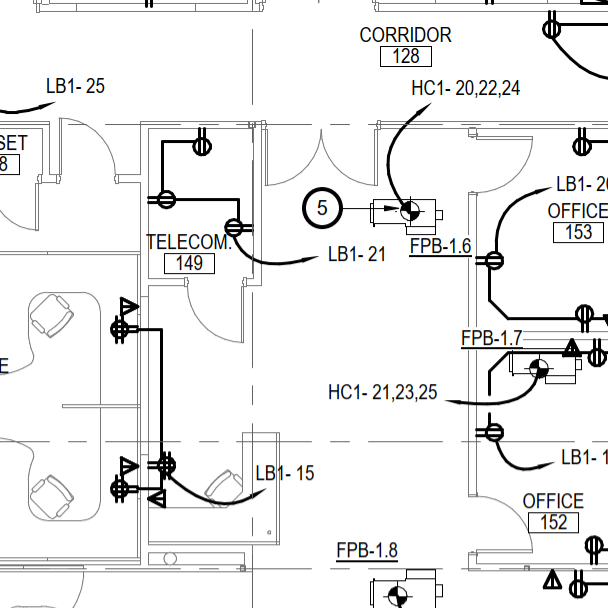 CORRIDOR
128
LB1- 25
HC1- 20,22,24
SET
8
LB1- 20
OFFICE
153
5
TELECOM.
149
LB1- 21
FPB-1.6
FPB-1.7
E
HC1- 21,23,25
LB1- 15
LB1- 1
OFFICE
152
FPB-1.8